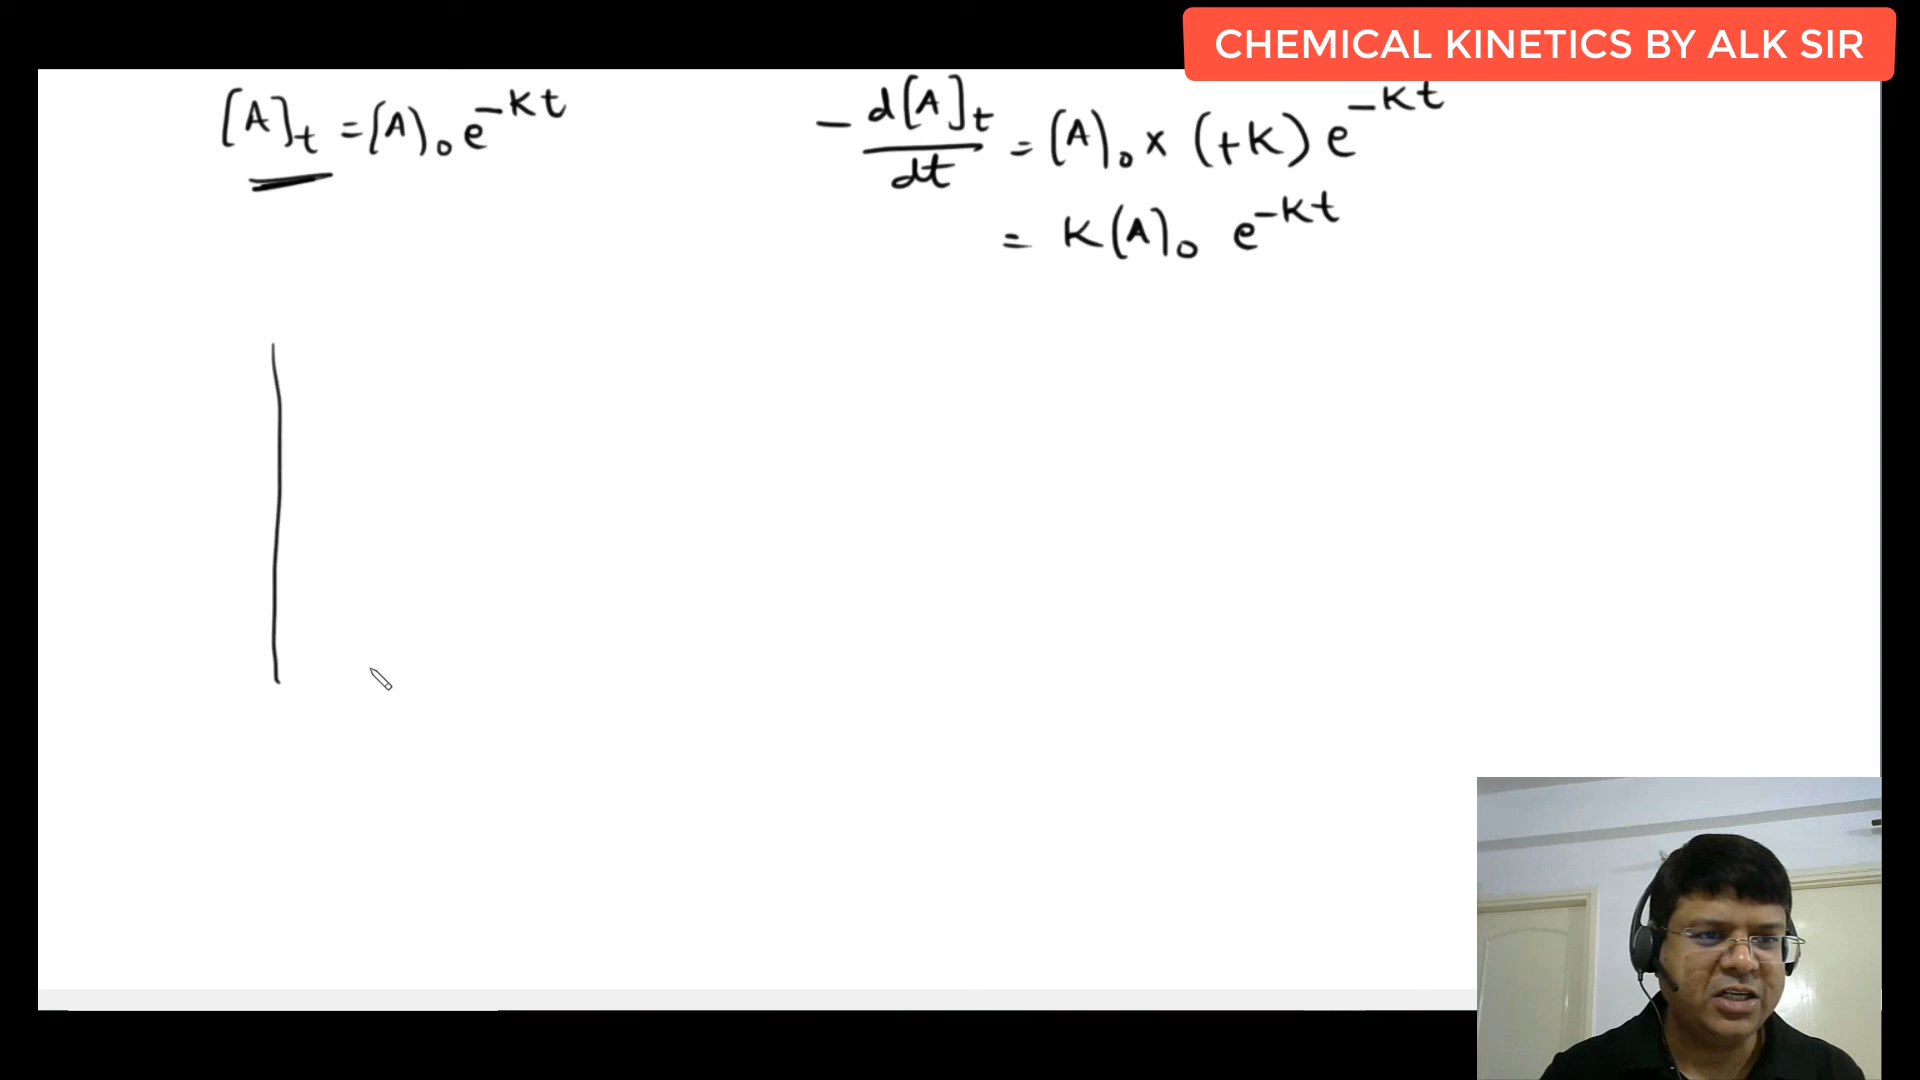 CHEMICAL KINETICS BY ALK SIR
[A]t = [A]₀ e^-Kt
- d[A]t/dt = (A)₀ × (+K) e^-Kt
= K(A)₀ e^-Kt